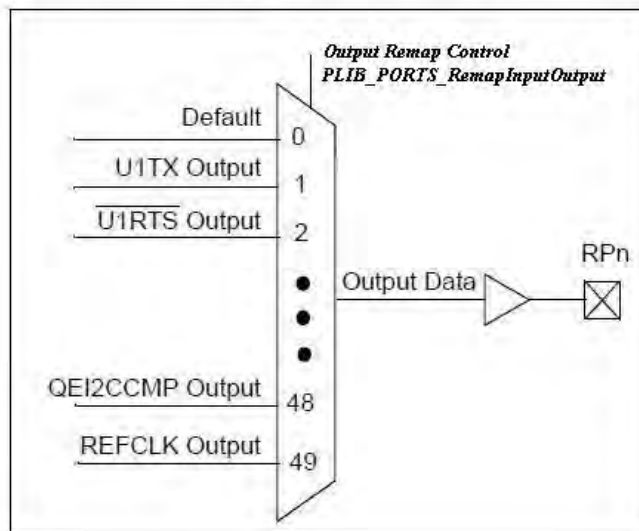 Output Remap Control
PLIB_PORTS_RemapInputOutput
Default
0
U1TX Output
1
U1RTS Output
2
RPn
Output Data
QEI2CCMP Output
48
REFCLK Output
49